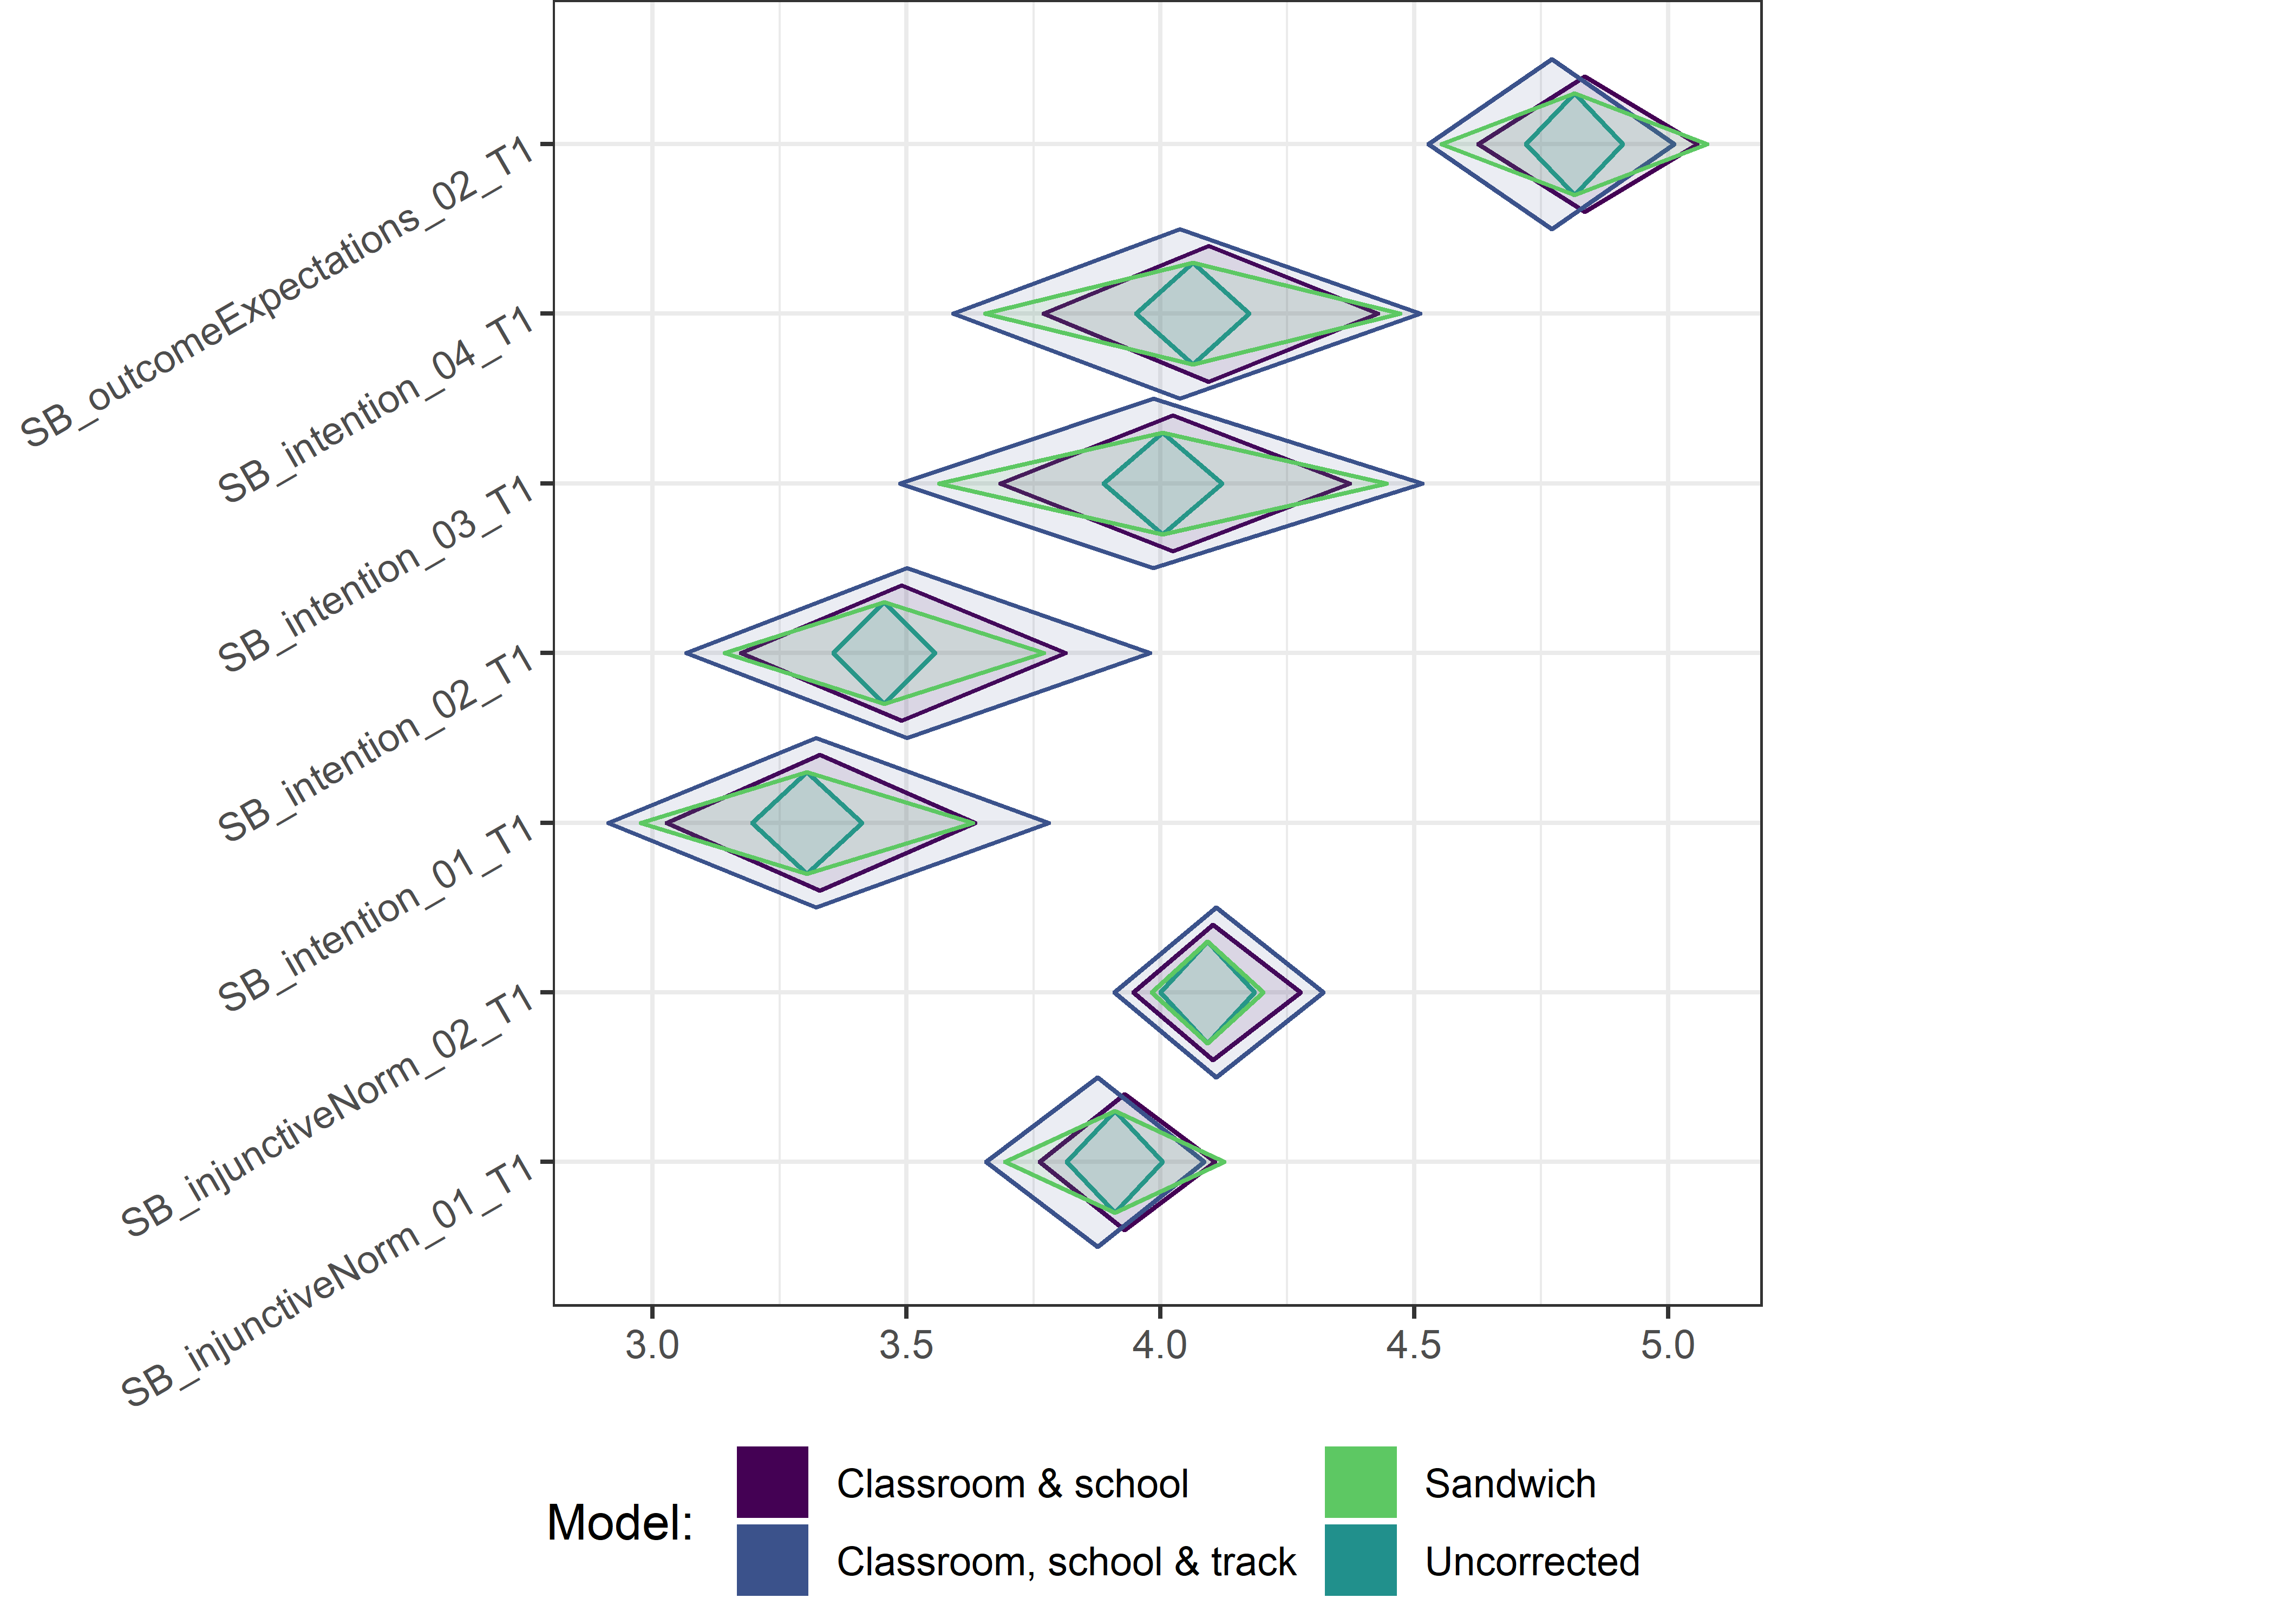 SB_outcomeExpectations_02_T1
SB_intention_04_T1
SB_intention_03_T1
SB_intention_02_T1
SB_intention_01_T1
SB_injunctiveNorm_02_T1
SB_injunctiveNorm_01_T1
3.0 3.5 4.0 4.5 5.0
Model:
Classroom & school
Classroom, school & track
Sandwich
Uncorrected